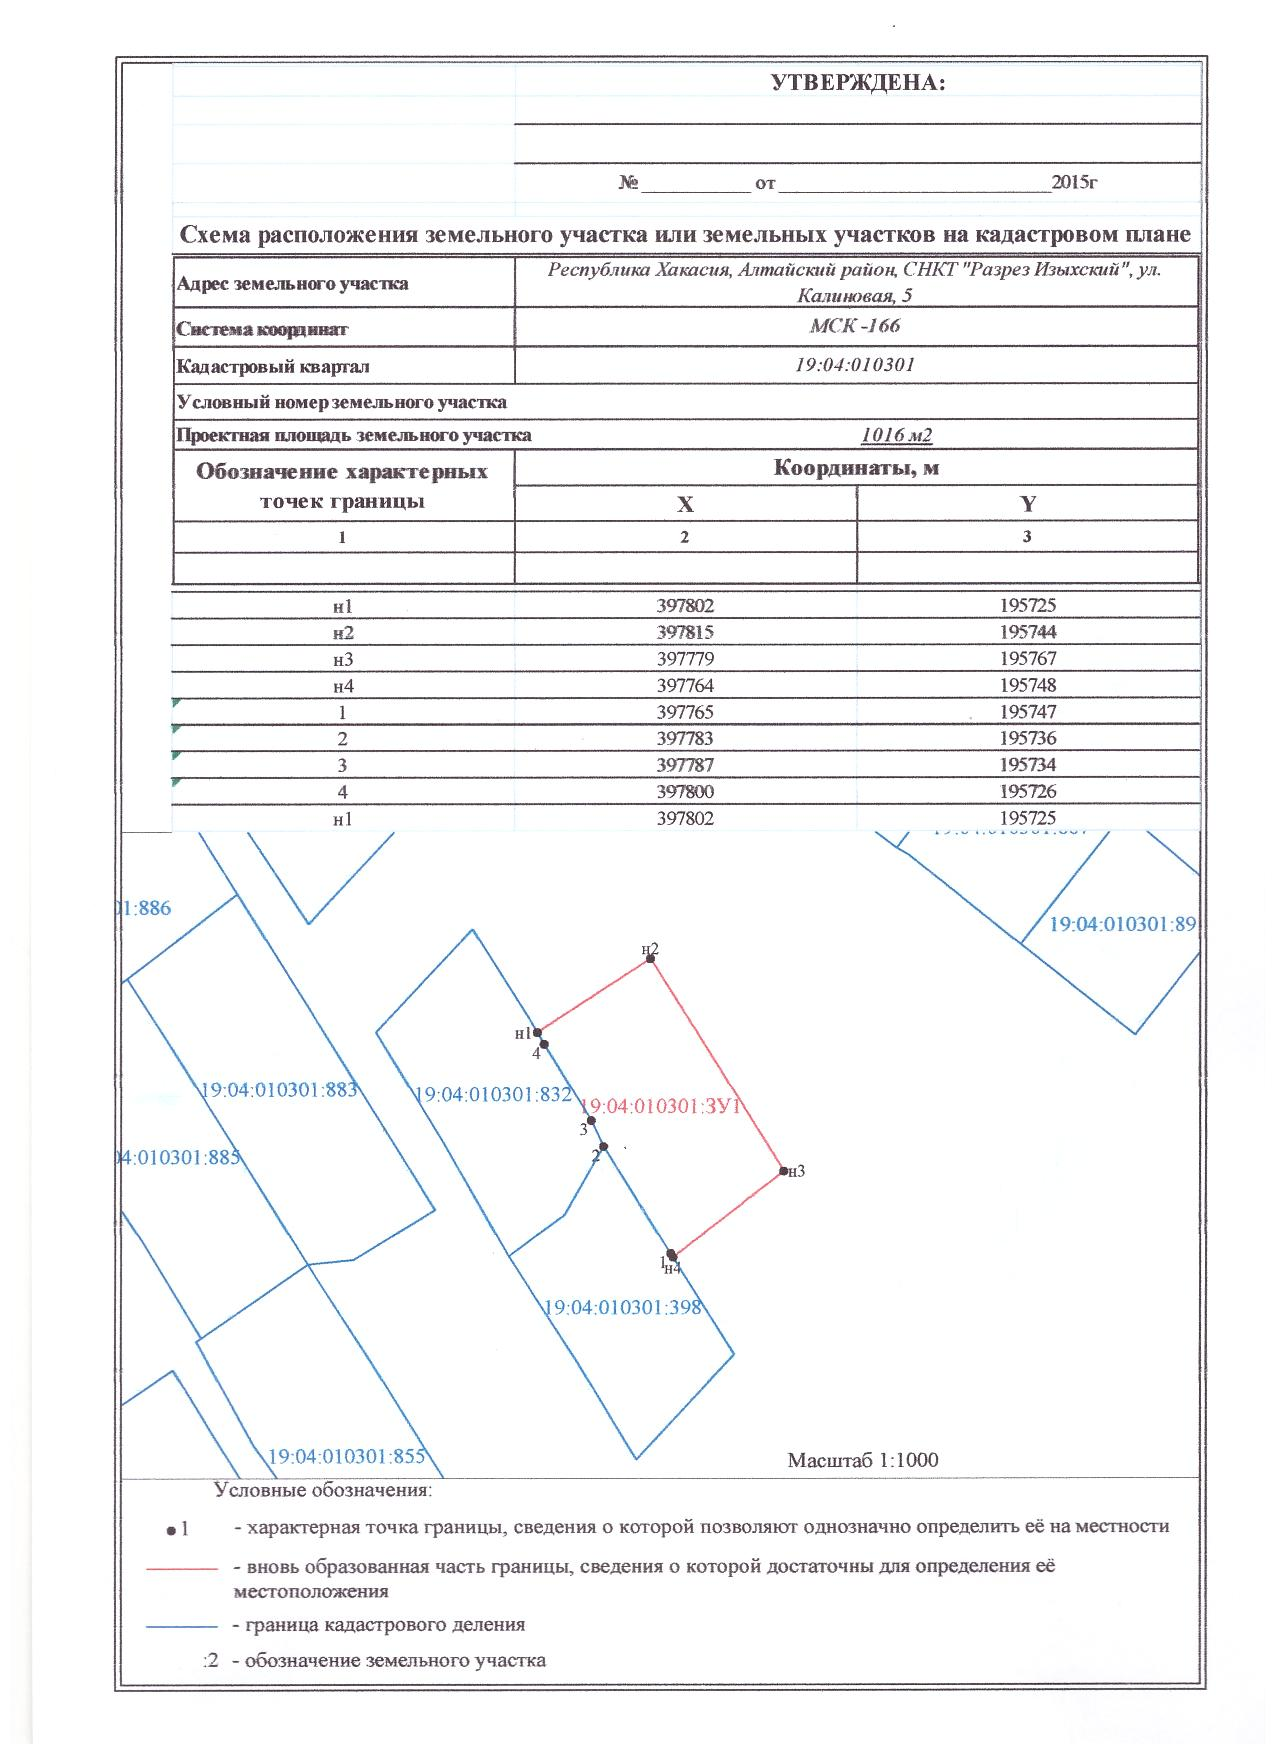 УТВЕРЖДЕНА:
№ __________ от __________________________2015г
Схема расположения земельного участка или земельных участков на кадастровом плане
Адрес земельного участка
Республика Хакасия, Алтайский район, СНКТ "Разрез Изыхский", ул.
Калиновая, 5
Система координат
МСК -166
Кадастровый квартал
19:04:010301
Условный номер земельного участка
Проектная площадь земельного участка
1016 м2
Обозначение характерных
точек границы
Координаты, м
X
Y
1
2
3
н1 397802 195725
н2 397815 195744
н3 397779 195767
н4 397764 195748
1 397765 195747
2 397783 195736
3 397787 195734
4 397800 195726
н1 397802 195725
01:886
19:04:010301:89
н2
н1
4
19:04:010301:883
19:04:010301:832
19:04:010301:ЗУ1
3
2
04:010301:885
н3
1
н4
19:04:010301:398
19:04:010301:855
Масштаб 1:1000
Условные обозначения:
1 - характерная точка границы, сведения о которой позволяют однозначно определить её на местности
- вновь образованная часть границы, сведения о которой достаточны для определения её
местоположения
- граница кадастрового деления
:2 - обозначение земельного участка